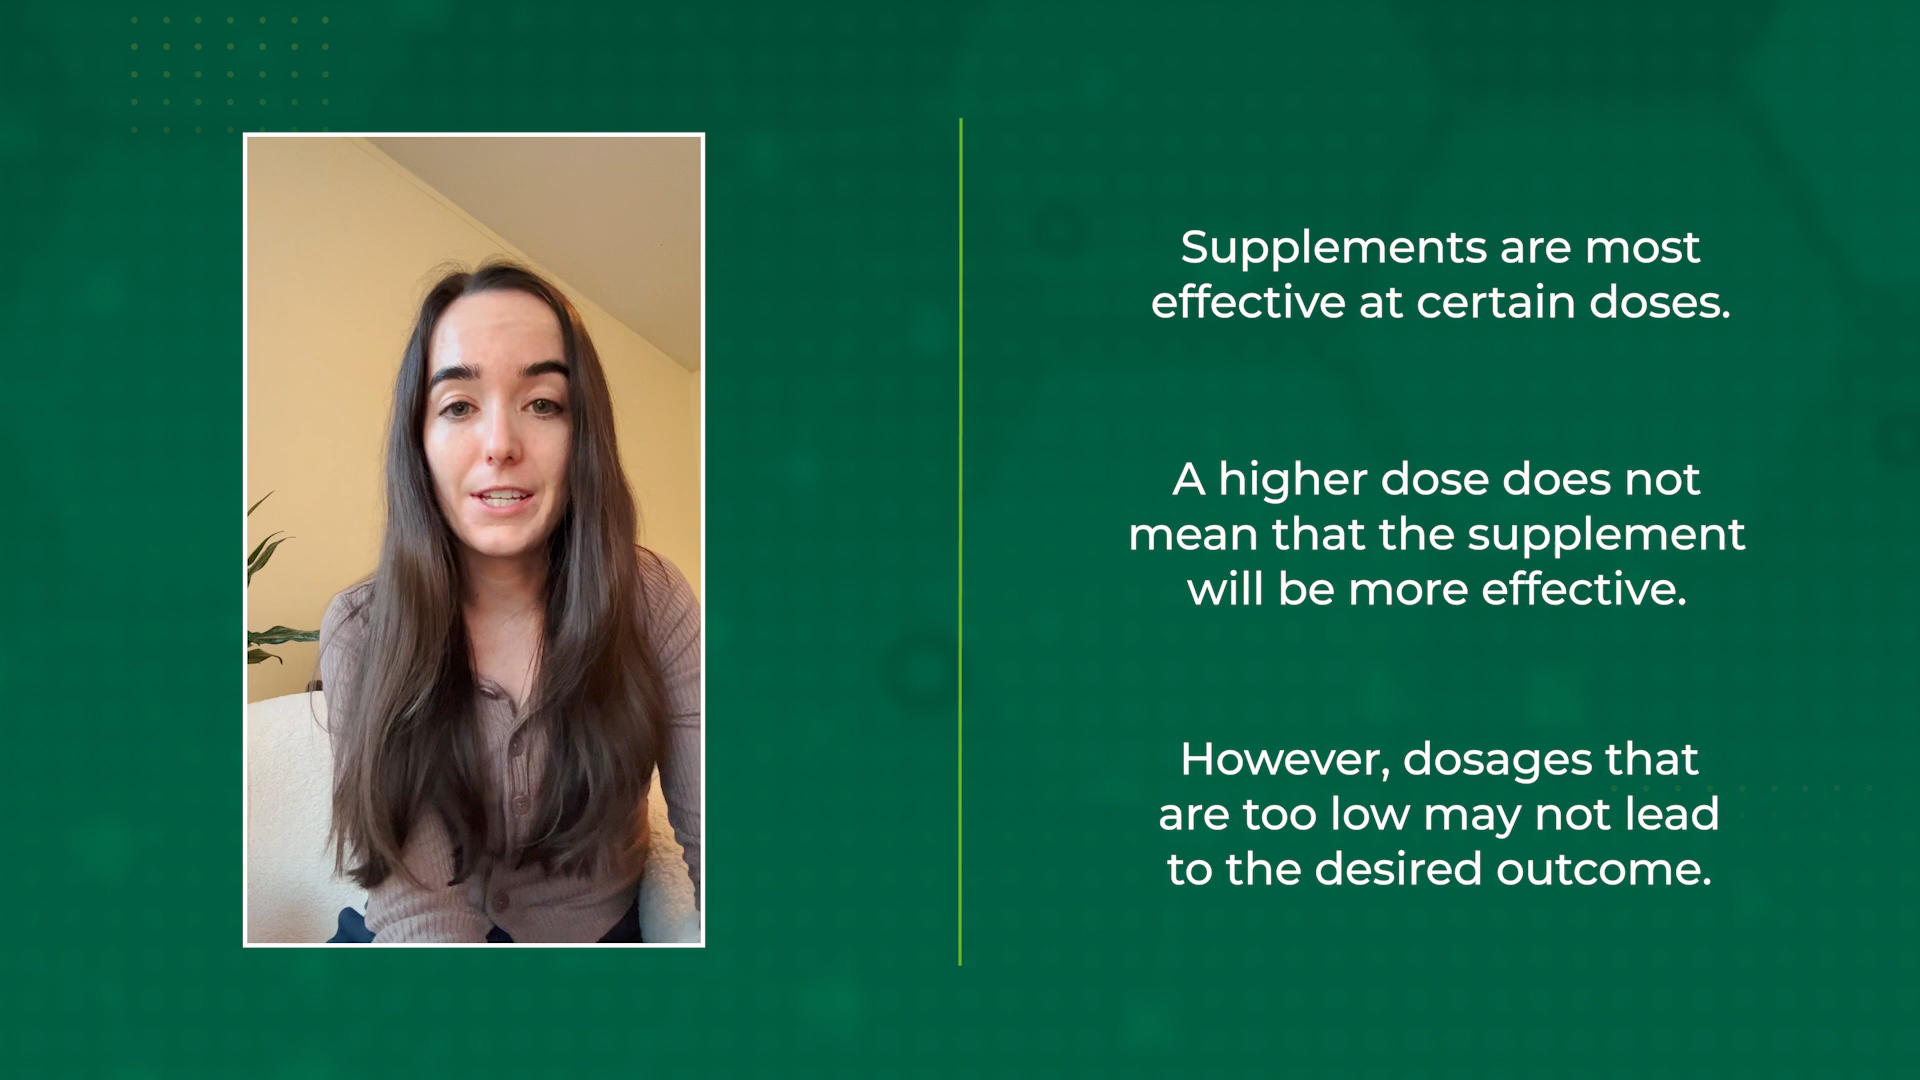 Supplements are most
effective at certain doses.
A higher dose does not
mean that the supplement
will be more effective.
However, dosages that
are too low may not lead
to the desired outcome.